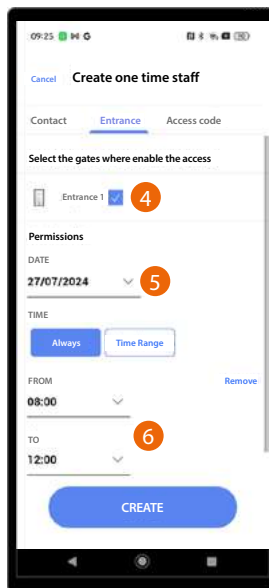 09:25 G
Cancel Create one time staff
Contact Entrance Access code
Select the gates where enable the access
Entrance 1 4
Permissions
DATE
27/07/2024 5
TIME
Always Time Range
FROM Remove
08:00
6
TO
12:00
CREATE